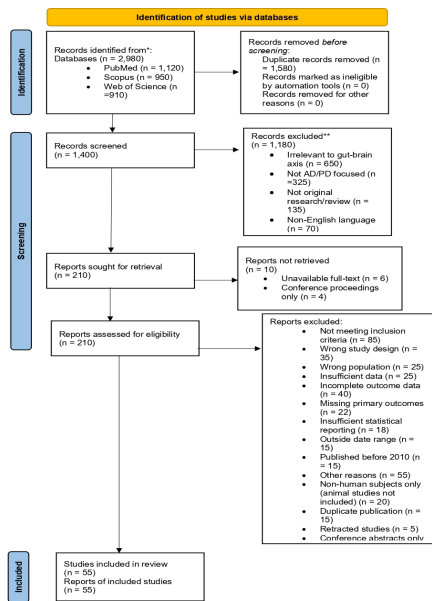 Identification of studies via databases
Identification
Records identified from*:
Databases (n = 2,980)
• PubMed (n = 1,120)
• Scopus (n = 950)
• Web of Science (n
=910)
Records removed before
screening:
Duplicate records removed (n
= 1,580)
Records marked as ineligible
by automation tools (n = 0)
Records removed for other
reasons (n = 0)
Screening
Records screened
(n = 1,400)
Records excluded**
(n = 1,180)
• Irrelevant to gut-brain
axis (n = 650)
• Not AD/PD focused (n
=325)
• Not original
research/review (n =
135)
• Non-English language
(n = 70)
Reports sought for retrieval
(n = 210)
Reports not retrieved
(n = 10)
• Unavailable full-text (n = 6)
• Conference proceedings
only (n = 4)
Reports assessed for eligibility
(n = 210)
Reports excluded:
• Not meeting inclusion
criteria (n = 85)
• Wrong study design (n =
35)
• Wrong population (n = 25)
• Insufficient data (n = 25)
• Incomplete outcome data
(n = 40)
• Missing primary outcomes
(n = 22)
• Insufficient statistical
reporting (n = 18)
• Outside date range (n =
15)
• Published before 2010 (n
= 15)
• Other reasons (n = 55)
• Non-human subjects only
(animal studies not
included) (n = 20)
• Duplicate publication (n =
15)
• Retracted studies (n = 5)
• Conference abstracts only
Included
Studies included in review
(n = 55)
Reports of included studies
(n = 55)